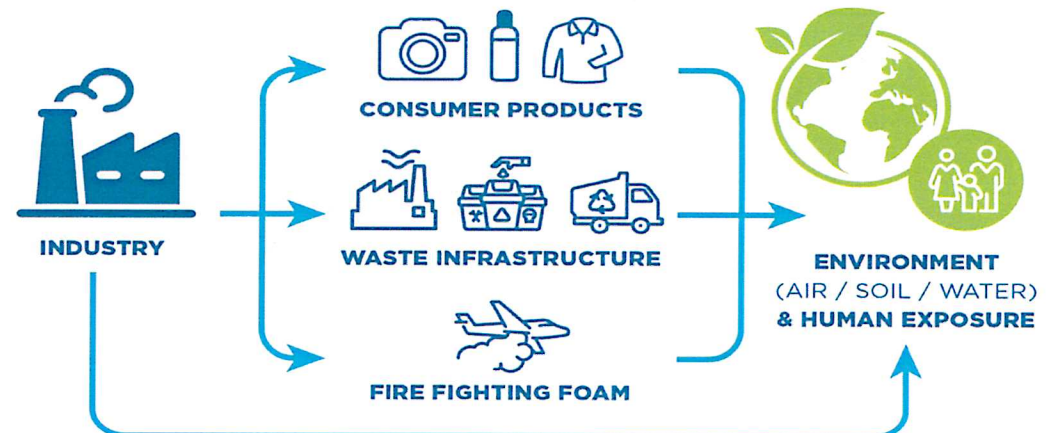 CONSUMER PRODUCTS
INDUSTRY
WASTE INFRASTRUCTURE
FIRE FIGHTING FOAM
ENVIRONMENT
(AIR / SOIL / WATER)
& HUMAN EXPOSURE